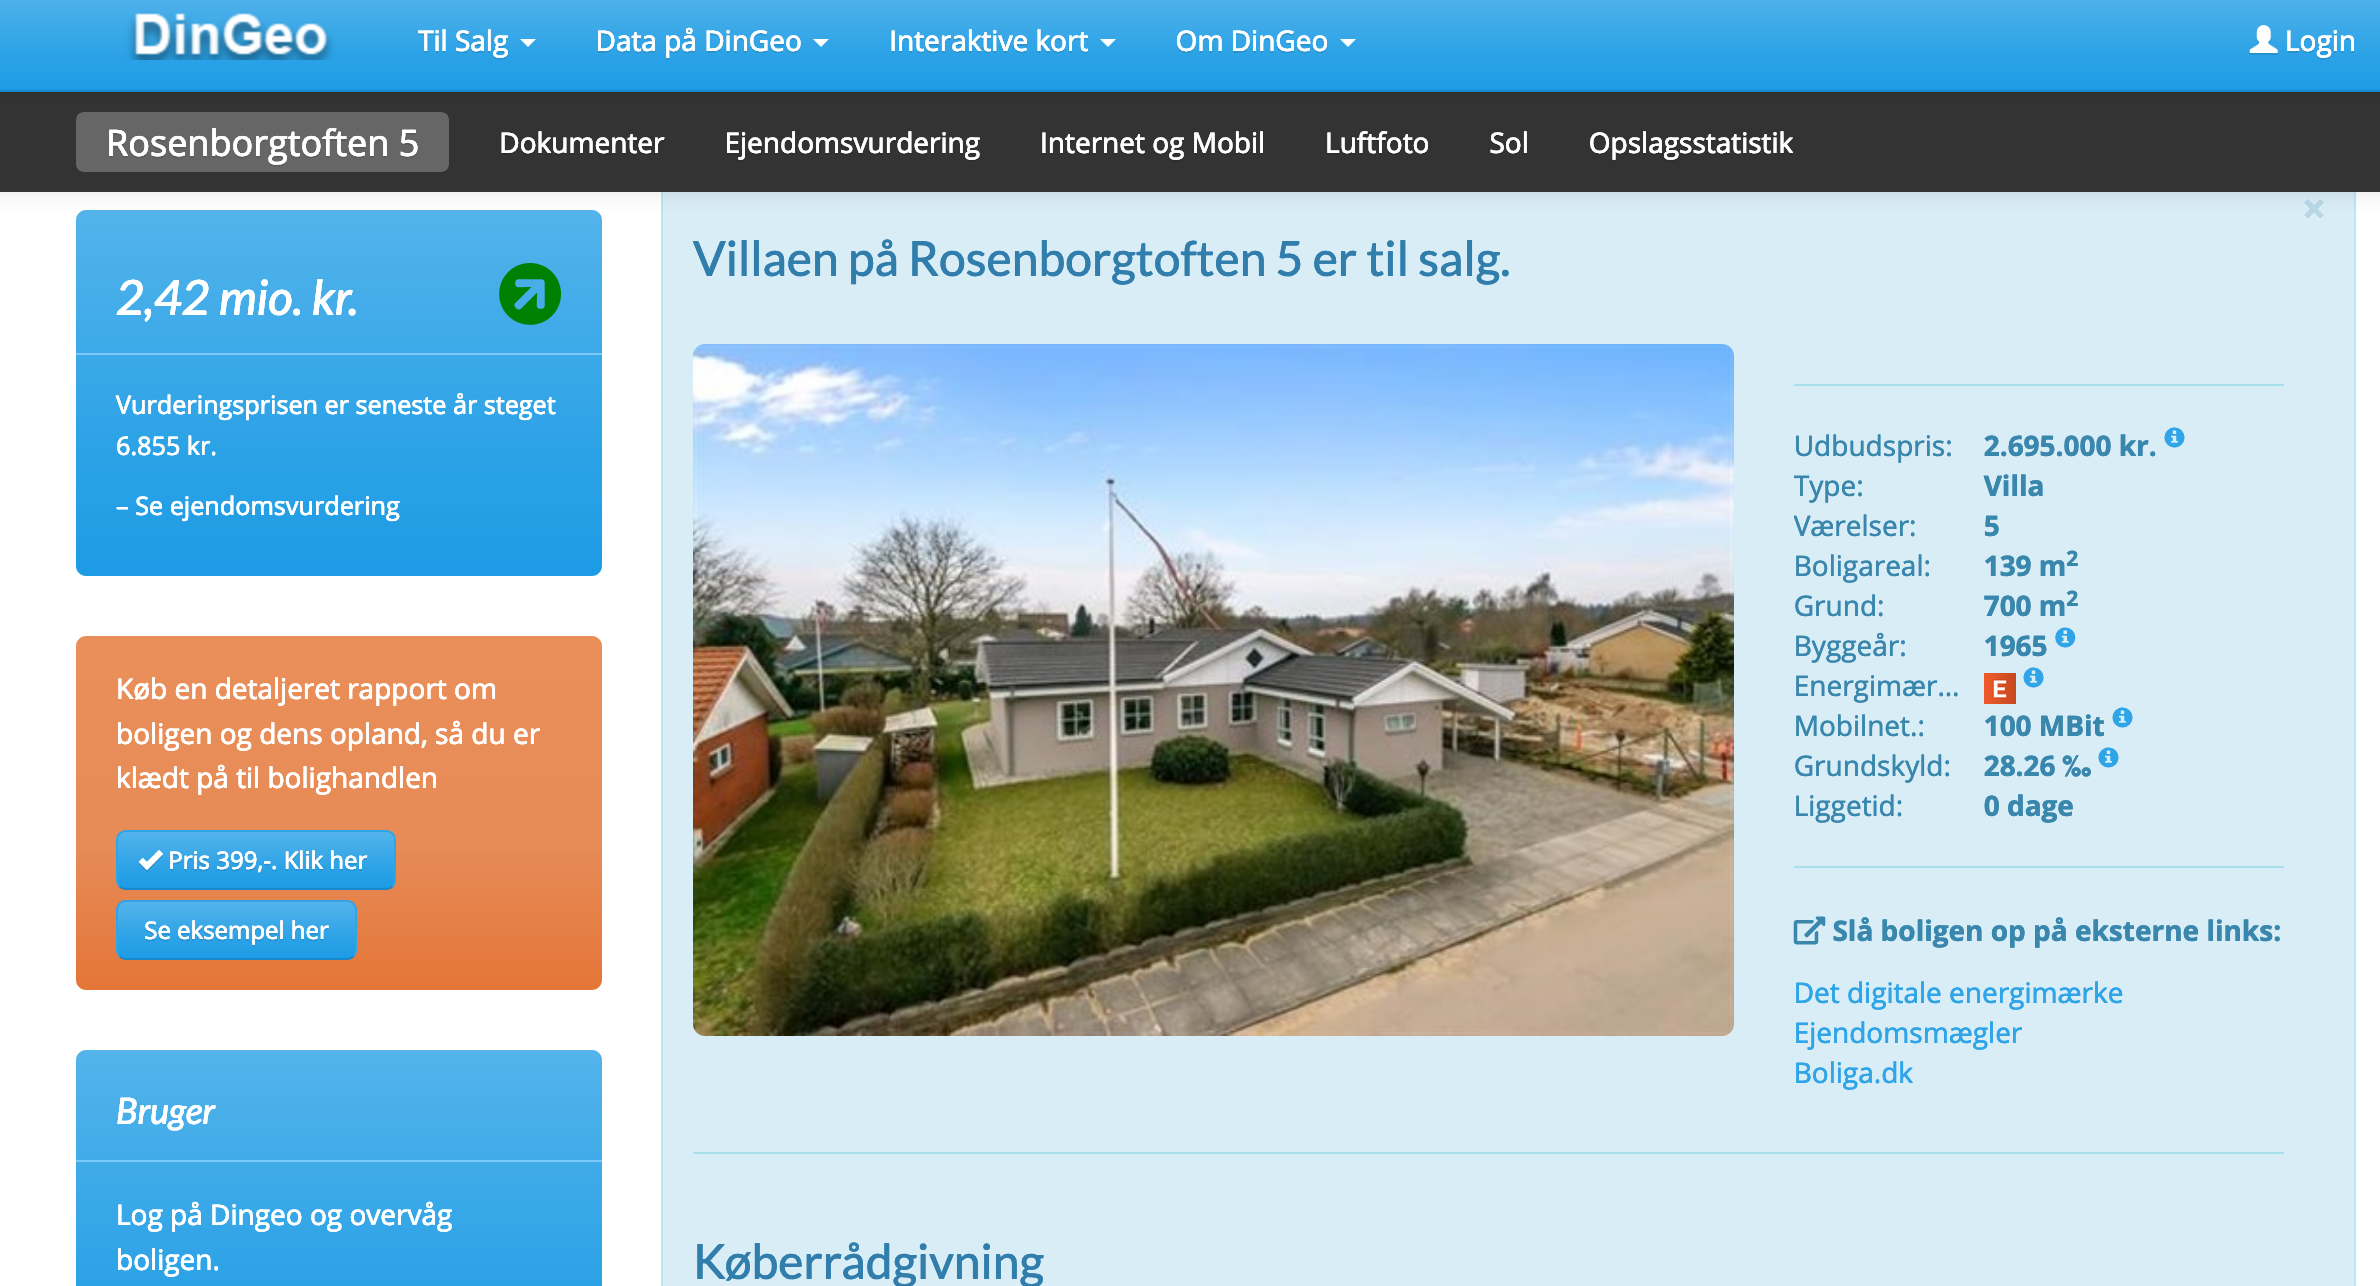 DinGeo
Til Salg
Data på DinGeo
Interaktive kort
Om DinGeo
Login
Rosenborgtoften 5
Dokumenter
Ejendomsvurdering
Internet og Mobil
Luftfoto
Sol
Opslagsstatistik
2,42 mio. kr.
Vurderingsprisen er seneste år steget
6.855 kr.
– Se ejendomsvurdering
Køb en detaljeret rapport om
boligen og dens opland, så du er
klædt på til bolighandlen
Pris 399,-. Klik her
Se eksempel her
Bruger
Log på Dingeo og overvåg
boligen.
Villaen på Rosenborgtoften 5 er til salg.
Udbudspris: 2.695.000 kr.
Type: Villa
Værelser: 5
Boligareal: 139 m²
Grund: 700 m²
Byggeår: 1965
Energimær... E
Mobilnet.: 100 MBit
Grundskyld: 28.26 ‰
Liggetid: 0 dage
Slå boligen op på eksterne links:
Det digitale energimærke
Ejendomsmægler
Boliga.dk
Køberrådgivning